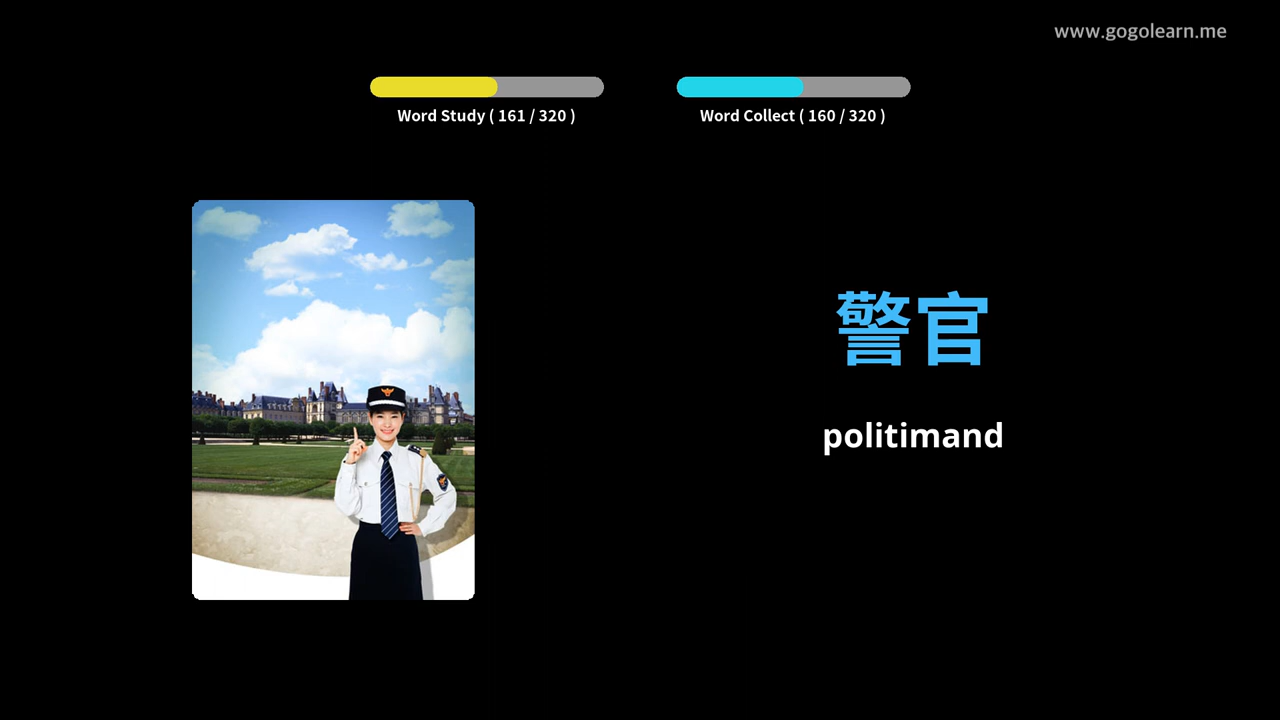 www.gogolearn.me
Word Study ( 161 / 320 )
Word Collect ( 160 / 320 )
警官
politimand